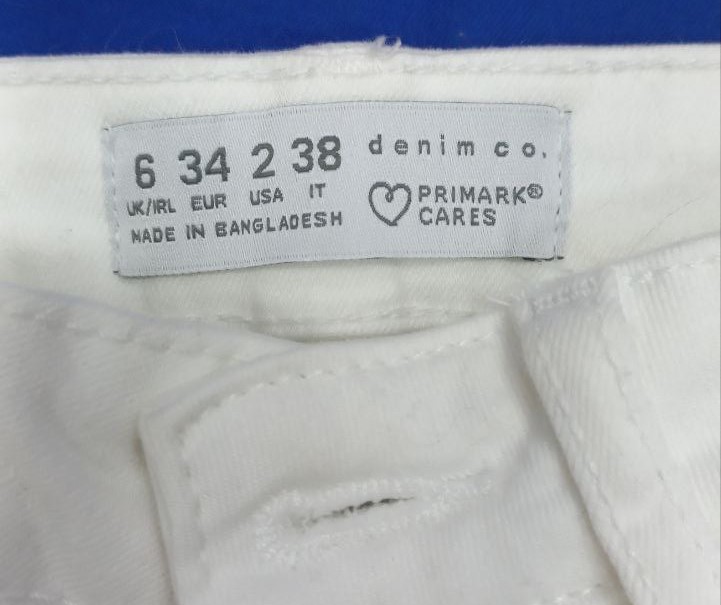 6 34 2 38
UK/IRL EUR USA IT
MADE IN BANGLADESH
denim co.
PRIMARK®
CARES